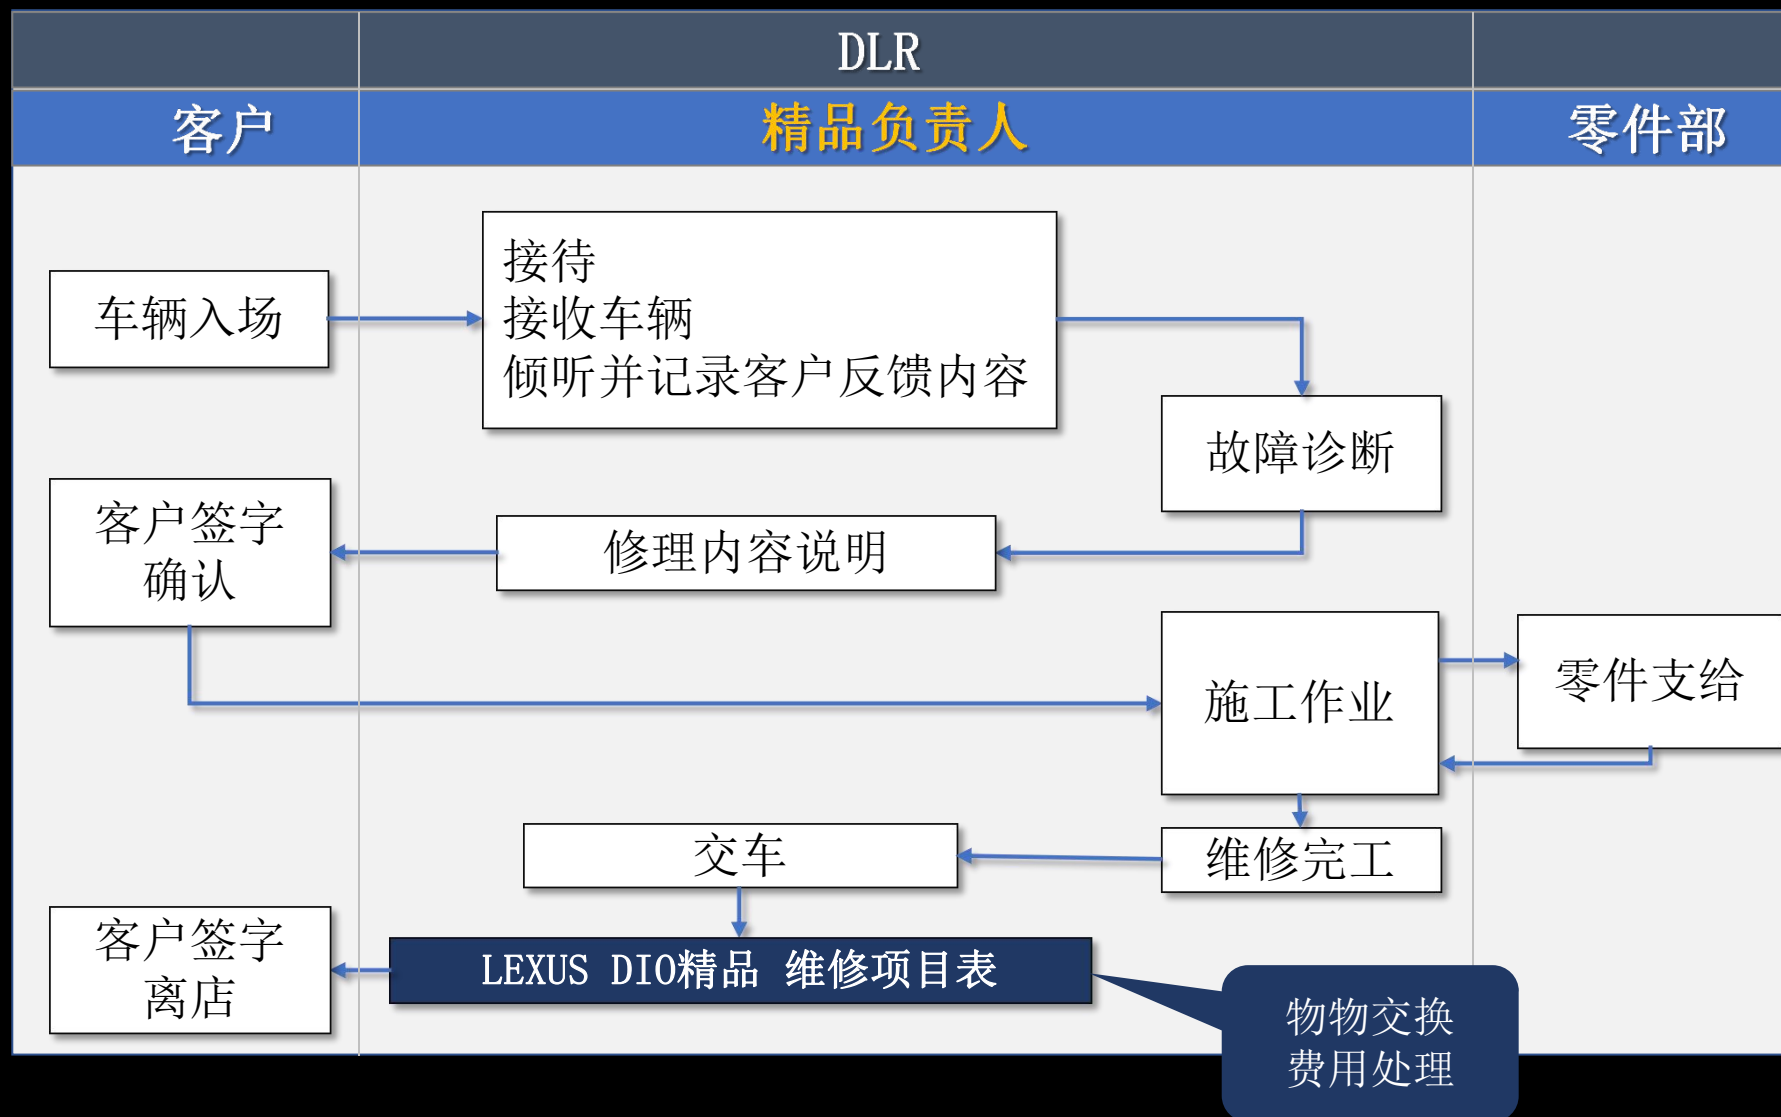 DLR
客户
精品负责人
零件部
接待
接收车辆
倾听并记录客户反馈内容
车辆入场
故障诊断
客户签字
确认
修理内容说明
施工作业
零件支给
交车
维修完工
客户签字
离店
LEXUS DIO精品 维修项目表
物物交换
费用处理